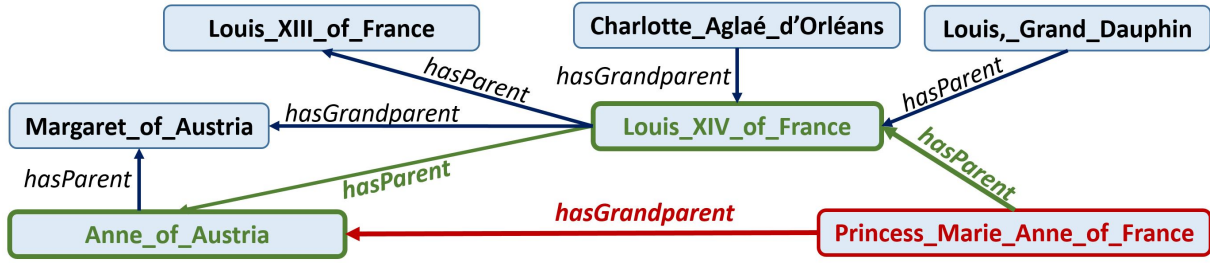 Louis_XIII_of_France
Charlotte_Aglaé_d'Orléans
Louis,_Grand_Dauphin
hasParent
hasGrandparent
hasParent
Margaret_of_Austria
hasGrandparent
Louis_XIV_of_France
hasParent
hasParent
hasParent
Anne_of_Austria
hasGrandparent
Princess_Marie_Anne_of_France